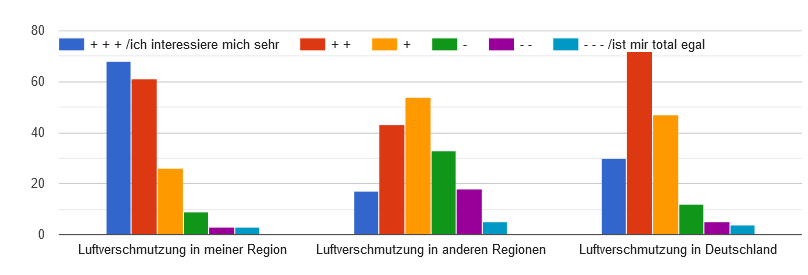 80
+ + + /ich interessiere mich sehr + + + - - - - - - /ist mir total egal
60
40
20
0
Luftverschmutzung in meiner Region Luftverschmutzung in anderen Regionen Luftverschmutzung in Deutschland